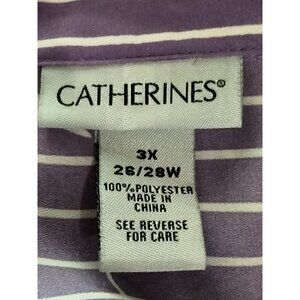 CATHERINES®
3X
26/28W
100% POLYESTER
MADE IN
CHINA
SEE REVERSE
FOR CARE